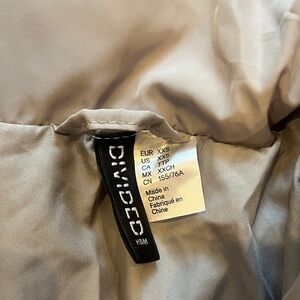 DIVIDED
H&M
EUR XXS
US XXS
CA TTP
MX XXCH
CN 155/76A
Made in
China
Fabriqué en
Chine